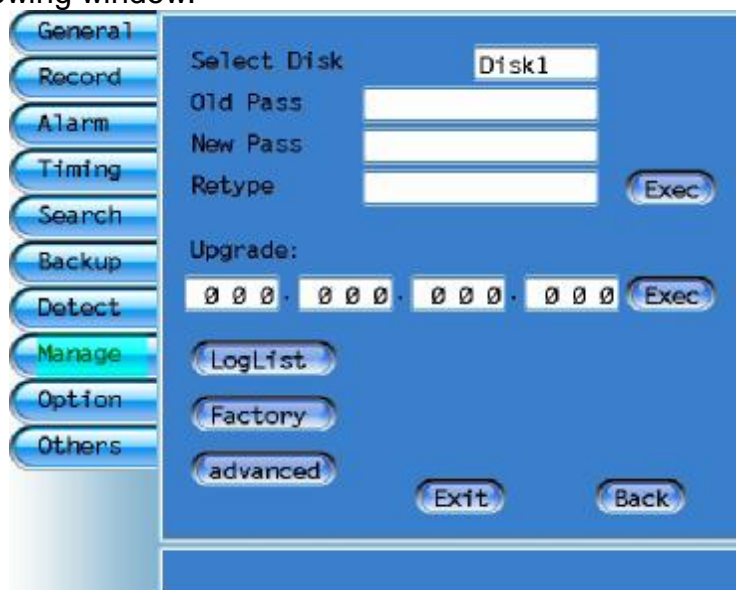 owing window.
General
Record
Alarm
Timing
Search
Backup
Detect
Manage
Option
Others
Select Disk Disk1
Old Pass
New Pass
Retype Exec
Upgrade:
000. 000. 000. 000 Exec
LogList
Factory
advanced
Exit Back